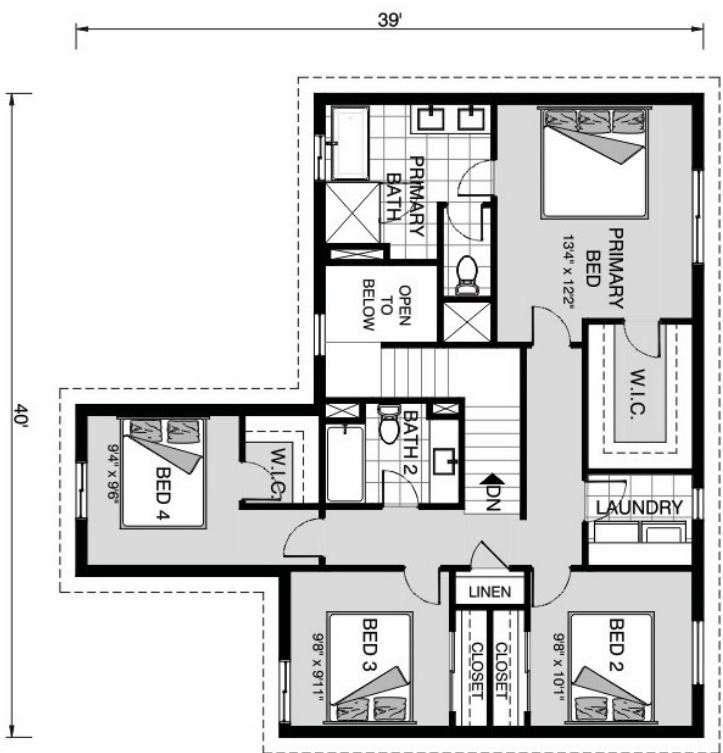 39'
40'
PRIMARY
BATH
PRIMARY
BED
13'4" x 12'2"
OPEN
TO
BELOW
W.I.C.
BATH 2
W.I.C.
BED 4
9'4" x 9'6"
DN
LAUNDRY
LINEN
BED 3
9'8" x 9'11"
CLOSET
CLOSET
BED 2
9'8" x 10'1"